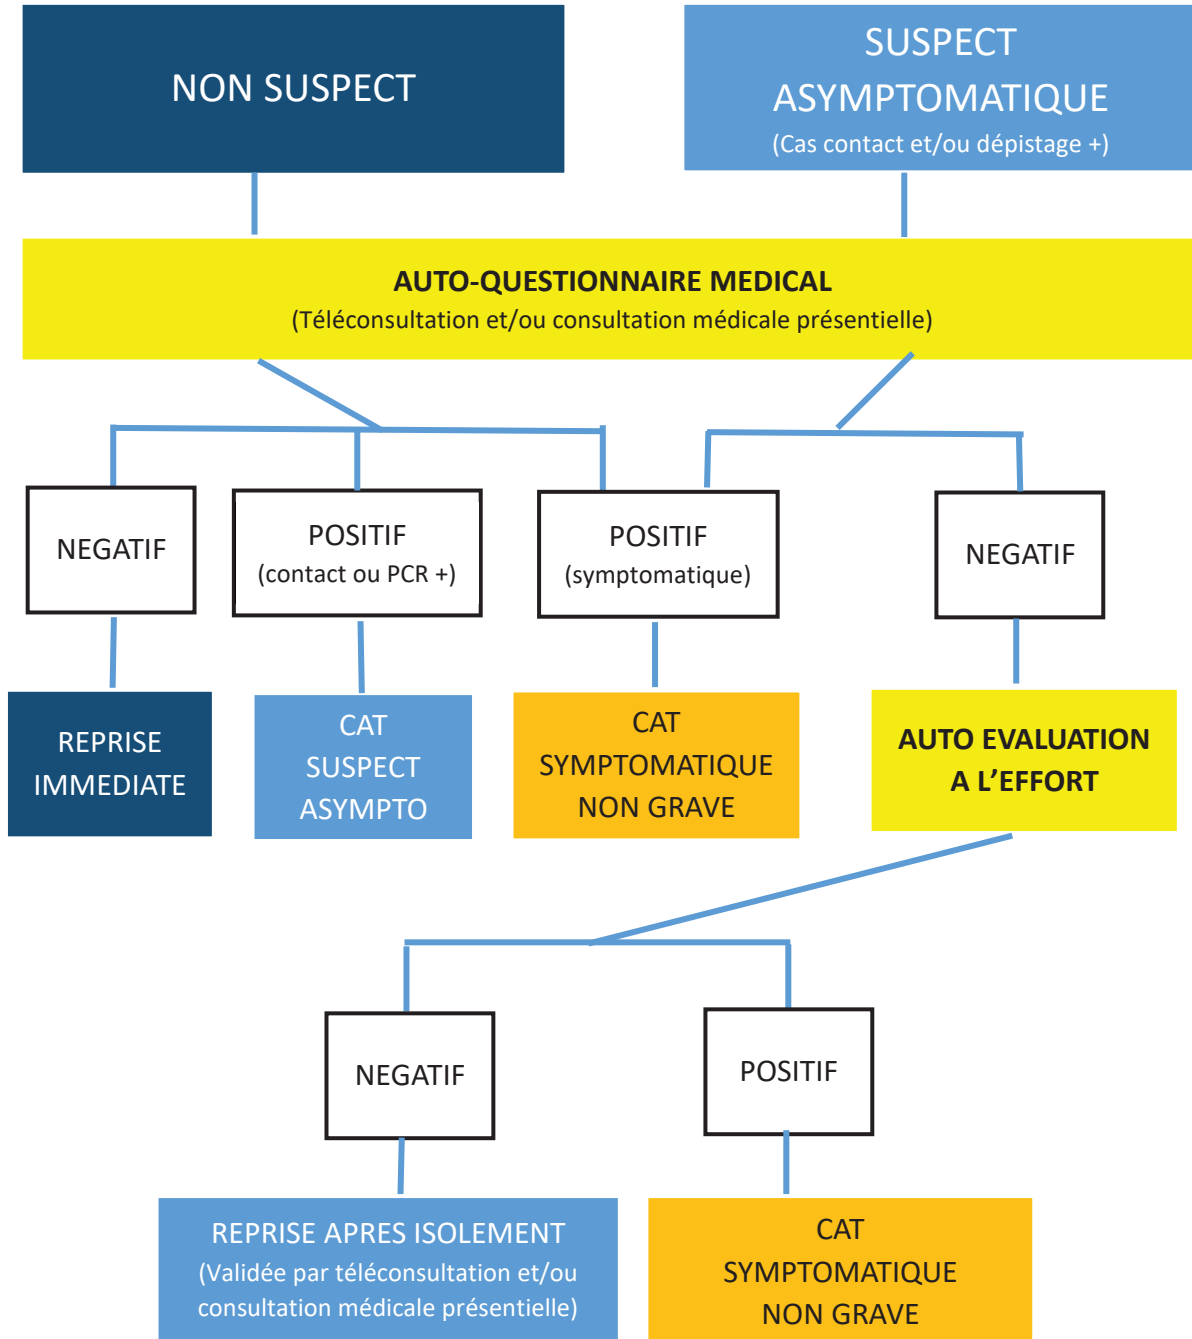 NON SUSPECT
SUSPECT
ASYMPTOMATIQUE
(Cas contact et/ou dépistage +)
AUTO-QUESTIONNAIRE MEDICAL
(Téléconsultation et/ou consultation médicale présentielle)
NEGATIF
POSITIF
(contact ou PCR +)
POSITIF
(symptomatique)
NEGATIF
REPRISE
IMMEDIATE
CAT
SUSPECT
ASYMPTO
CAT
SYMPTOMATIQUE
NON GRAVE
AUTO EVALUATION
A L’EFFORT
NEGATIF
POSITIF
REPRISE APRES ISOLEMENT
(Validée par téléconsultation et/ou
consultation médicale présentielle)
CAT
SYMPTOMATIQUE
NON GRAVE